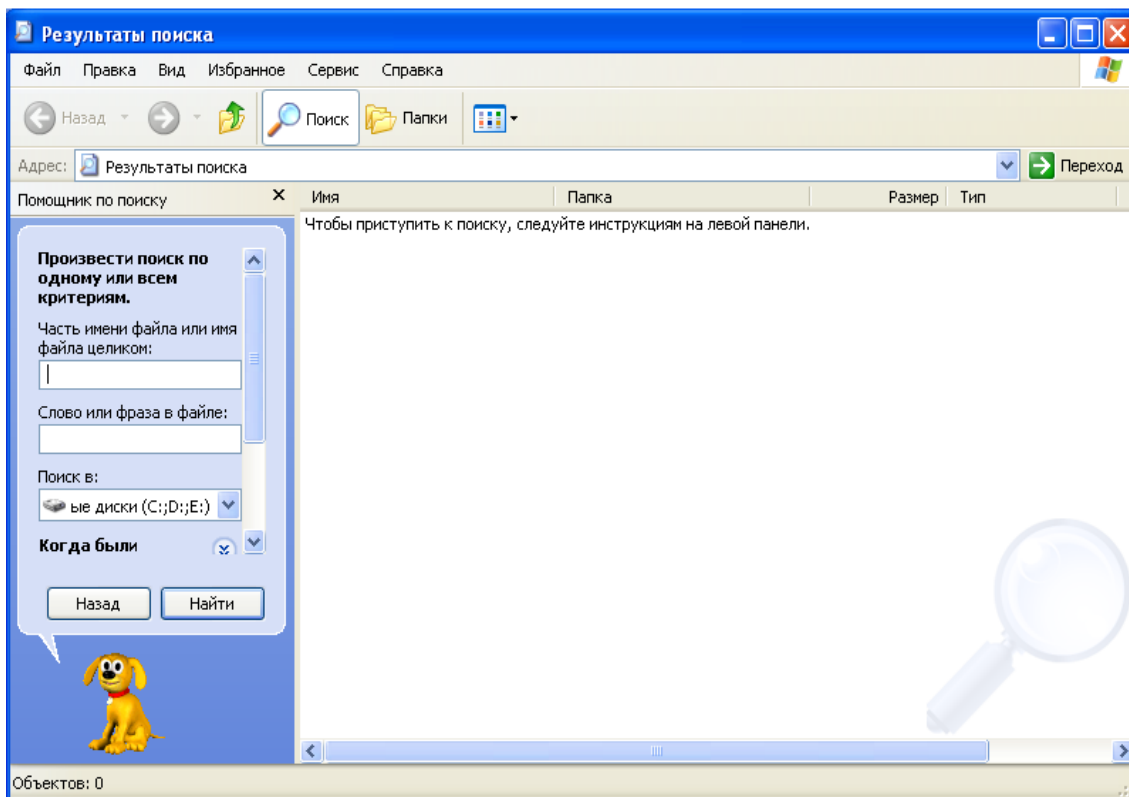 Результаты поиска
Файл Правка Вид Избранное Сервис Справка
Назад Поиск Папки
Адрес: Результаты поиска Переход
Помощник по поиску
Имя Папка Размер Тип
Чтобы приступить к поиску, следуйте инструкциям на левой панели.
Произвести поиск по
одному или всем
критериям.
Часть имени файла или имя
файла целиком:
Слово или фраза в файле:
Поиск в:
ые диски (C:;D:;E:)
Когда были
Назад Найти
Объектов: 0